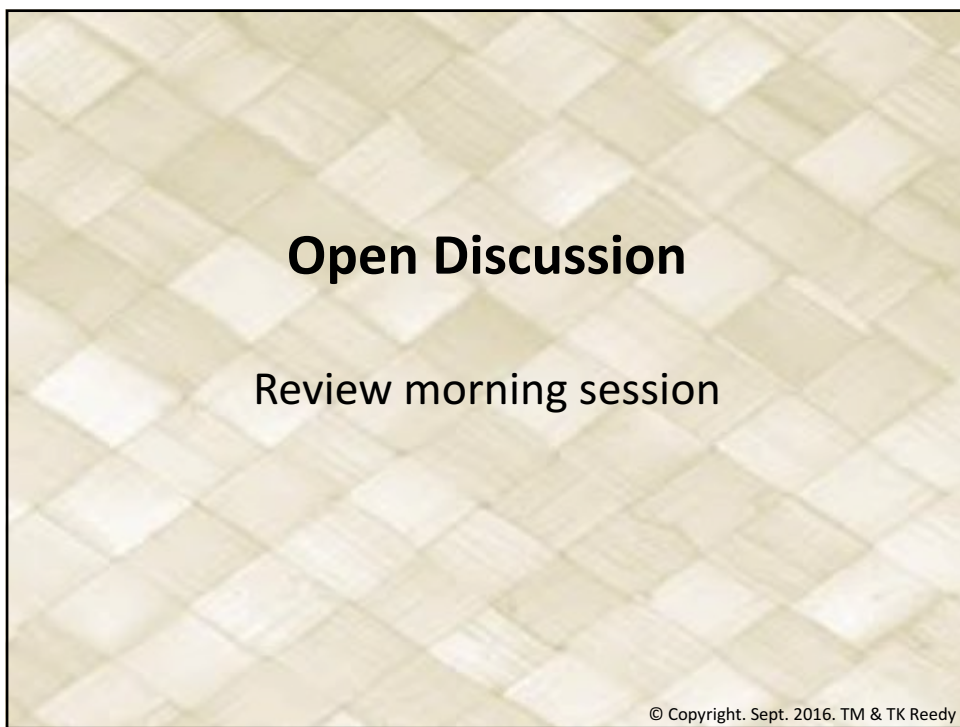 Open Discussion
Review morning session
© Copyright. Sept. 2016. TM & TK Reedy